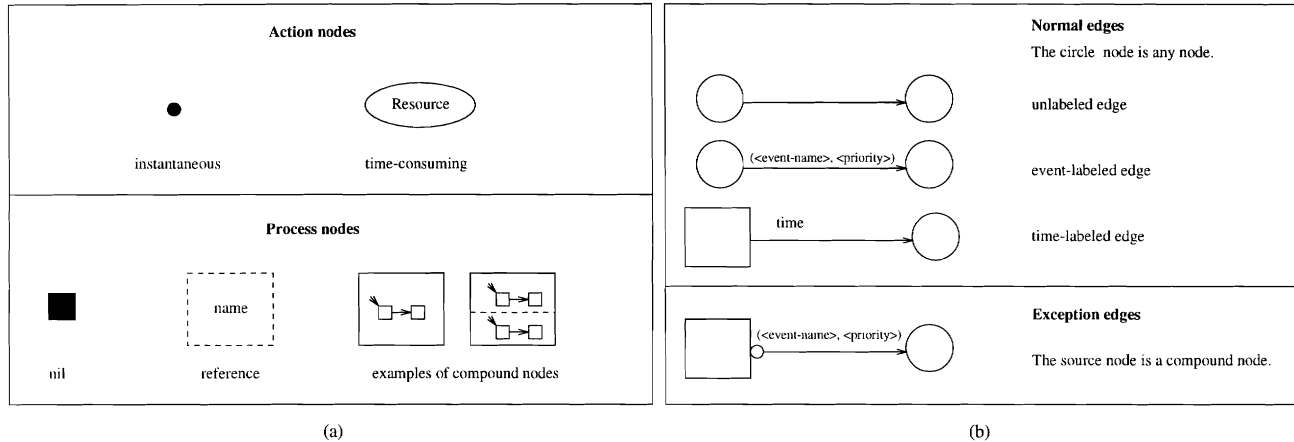 Action nodes
Resource
instantaneous
time-consuming
Process nodes
name
nil
reference
examples of compound nodes
(a)
Normal edges
The circle node is any node.
unlabeled edge
(<event-name>, <priority>)
event-labeled edge
time
time-labeled edge
Exception edges
(<event-name>, <priority>)
The source node is a compound node.
(b)